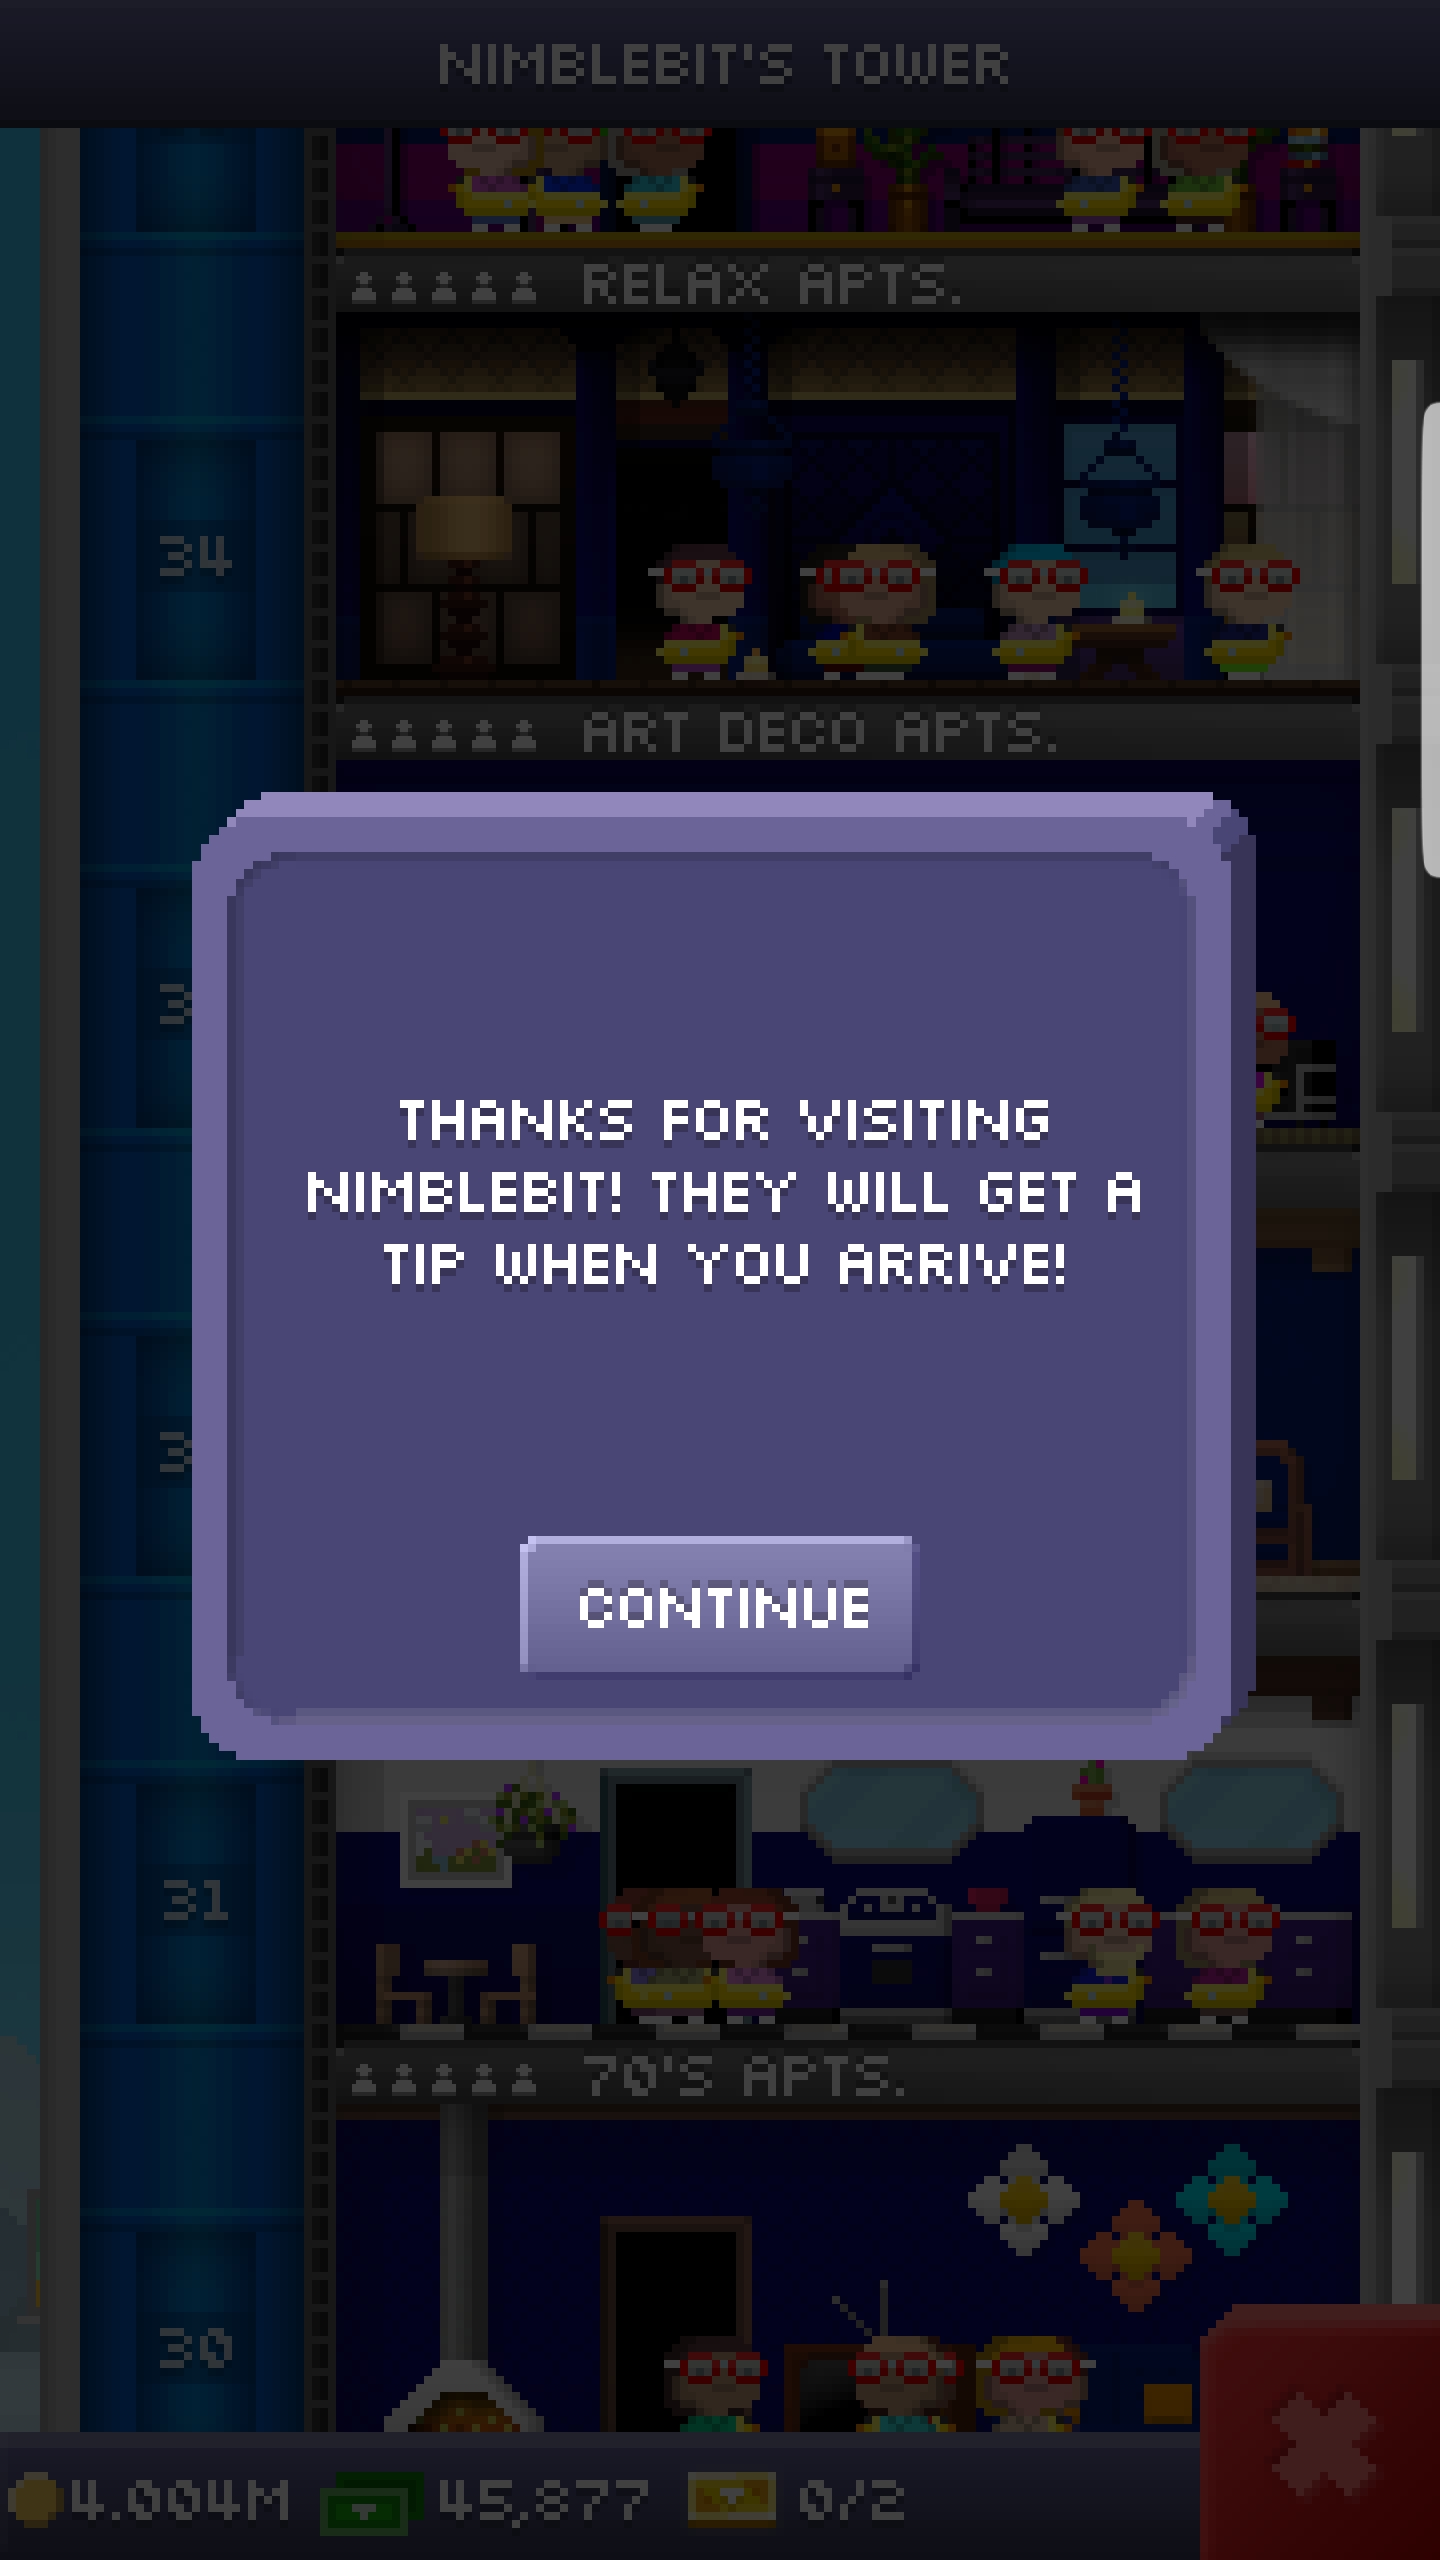 NIMBLEBIT'S TOWER
RELAX APTS.
34
ART DECO APTS.
THANKS FOR VISITING
NIMBLEBIT! THEY WILL GET A
TIP WHEN YOU ARRIVE!
CONTINUE
31
70'S APTS.
30
4.004M 45,877 0/2